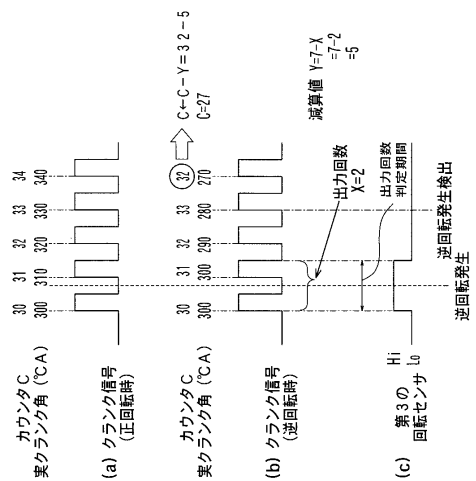 カウンタC 30 31 32 33 34
実クランク角(℃A) 300 310 320 330 340
(a) クランク信号
(正回転時)
C←C−Y=32−5
C=27
カウンタC 30 31 32 33 32
実クランク角(℃A) 300 300 290 280 270
(b) クランク信号
(逆回転時)
出力回数
X=2
減算値 Y=7-X
=7-2
=5
出力回数
判定期間
(c) 第3の
回転センサ
Hi
Lo
逆回転発生
逆回転発生検出